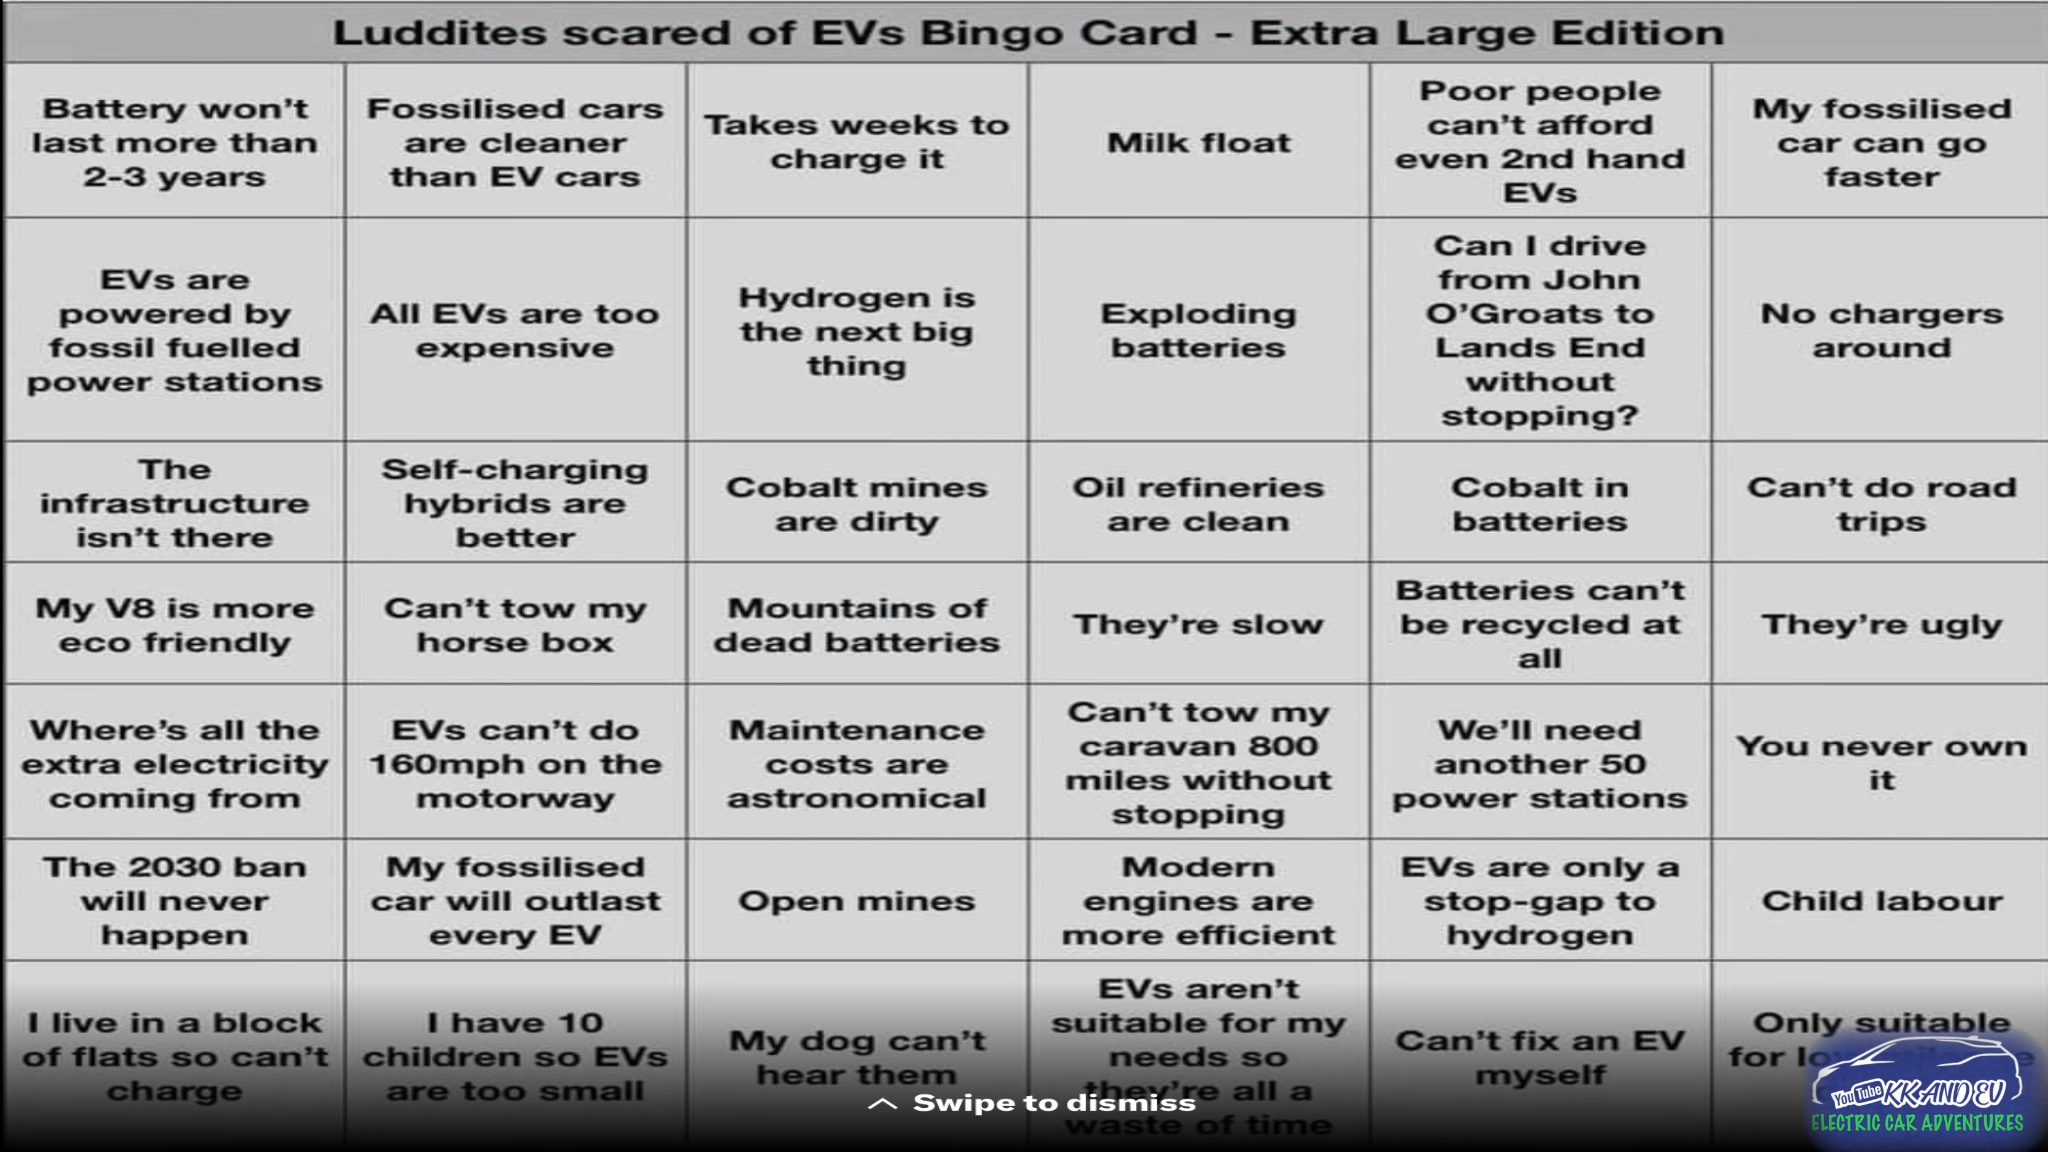 Luddites scared of EVs Bingo Card - Extra Large Edition
Battery won't
last more than
2-3 years
Fossilised cars
are cleaner
than EV cars
Takes weeks to
charge it
Milk float
Poor people
can't afford
even 2nd hand
EVs
My fossilised
car can go
faster
EVs are
powered by
fossil fuelled
power stations
All EVs are too
expensive
Hydrogen is
the next big
thing
Exploding
batteries
Can I drive
from John
O'Groats to
Lands End
without
stopping?
No chargers
around
The
infrastructure
isn't there
Self-charging
hybrids are
better
Cobalt mines
are dirty
Oil refineries
are clean
Cobalt in
batteries
Can't do road
trips
My V8 is more
eco friendly
Can't tow my
horse box
Mountains of
dead batteries
They're slow
Batteries can't
be recycled at
all
They're ugly
Where's all the
extra electricity
coming from
EVs can't do
160mph on the
motorway
Maintenance
costs are
astronomical
Can't tow my
caravan 800
miles without
stopping
We'll need
another 50
power stations
You never own
it
The 2030 ban
will never
happen
My fossilised
car will outlast
every EV
Open mines
Modern
engines are
more efficient
EVs are only a
stop-gap to
hydrogen
Child labour
I live in a block
of flats so can't
charge
I have 10
children so EVs
are too small
My dog can't
hear them
EVs aren't
suitable for my
needs so
they're all a
waste of time
Can't fix an EV
myself
Only suitable
for
Swipe to dismiss
YouTube KK AND EV
ELECTRIC CAR ADVENTURES